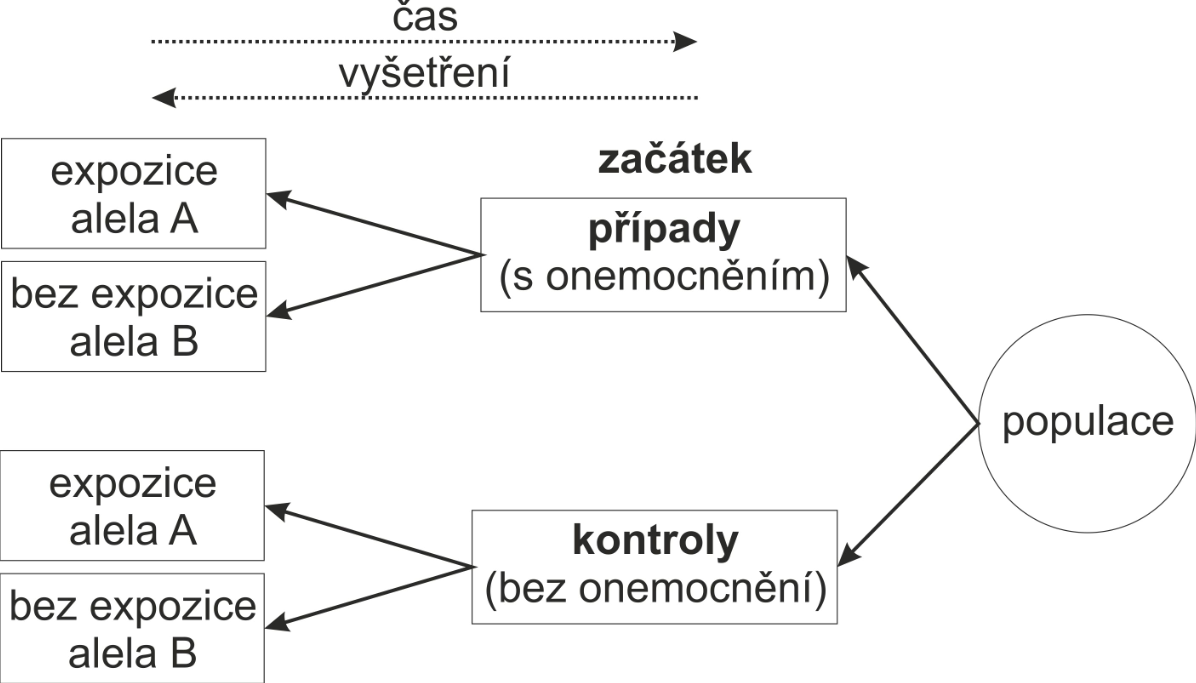 čas
vyšetření
začátek
expozice
alela A
bez expozice
alela B
případy
(s onemocněním)
populace
expozice
alela A
bez expozice
alela B
kontroly
(bez onemocnění)